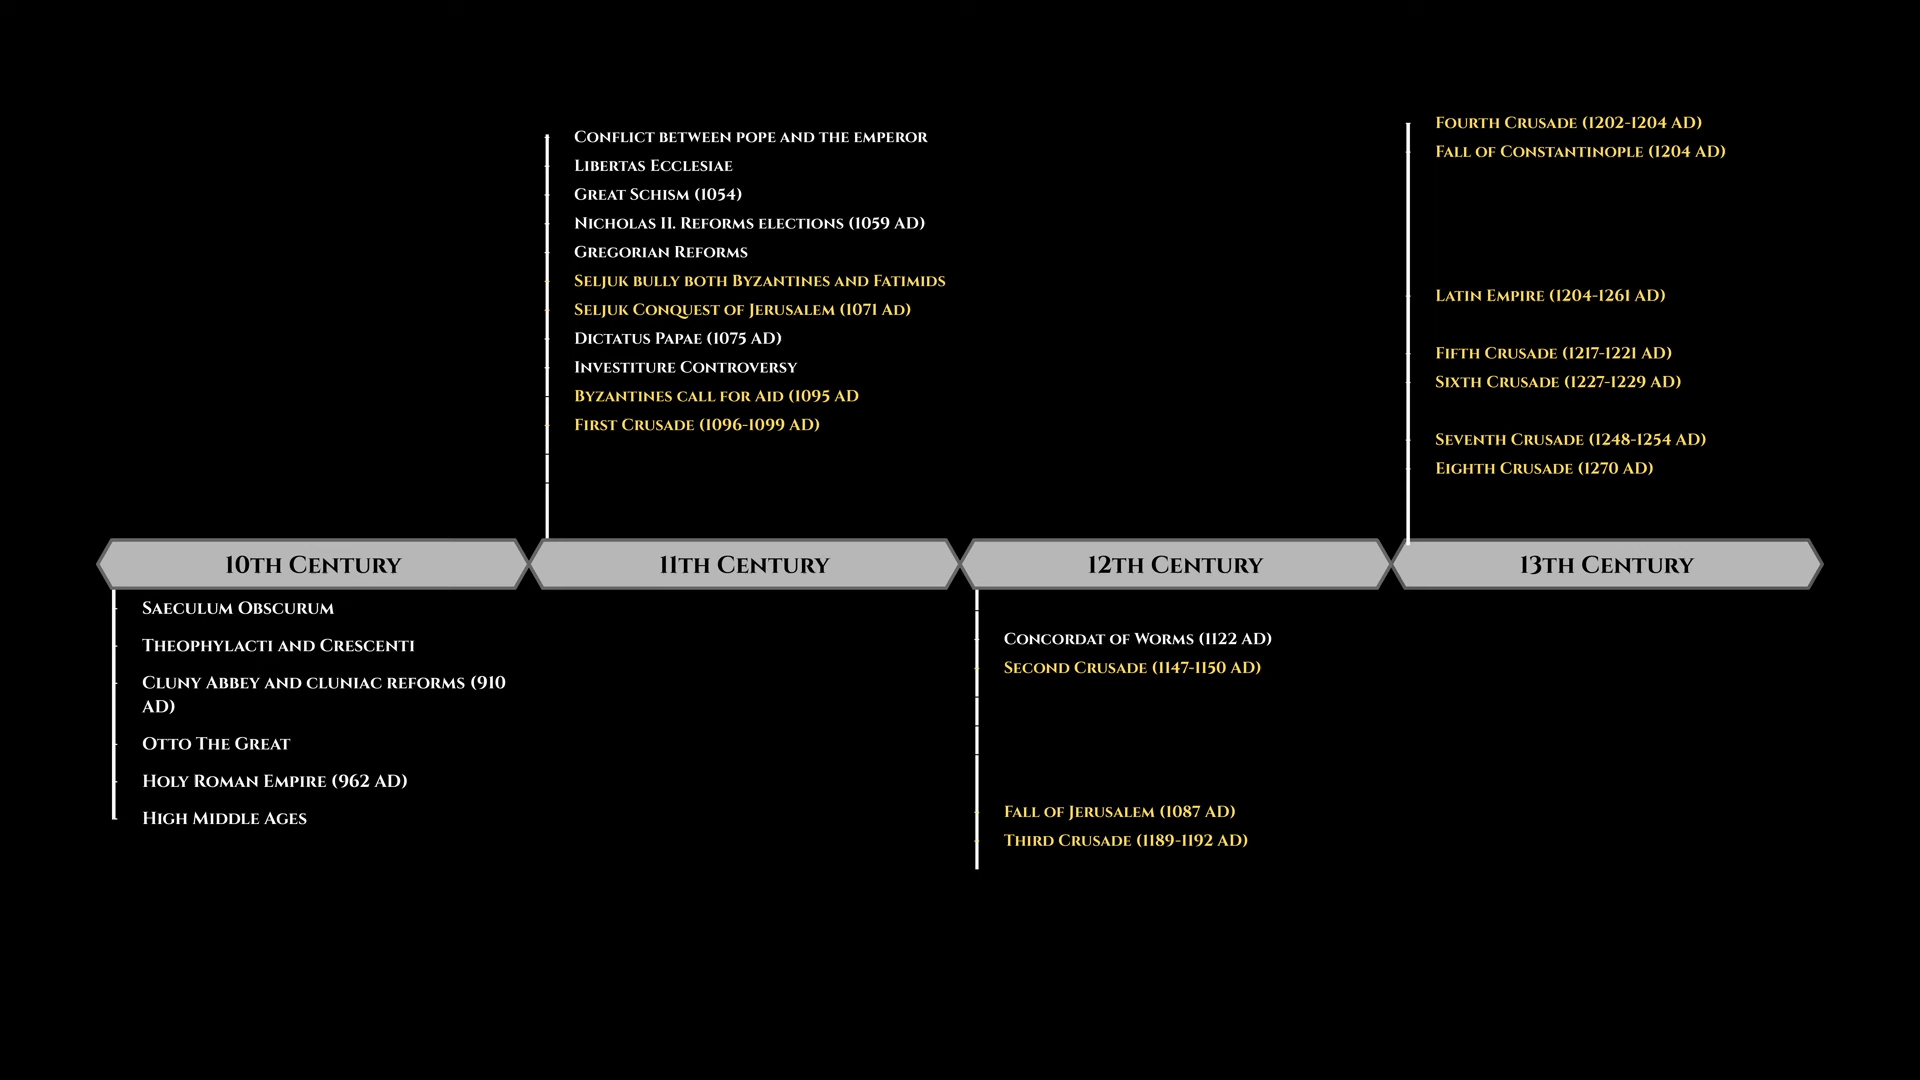 Conflict between pope and the emperor
Libertas Ecclesiae
Great Schism (1054)
Nicholas II. Reforms elections (1059 AD)
Gregorian Reforms
Seljuk bully both Byzantines and Fatimids
Seljuk Conquest of Jerusalem (1071 AD)
Dictatus Papae (1075 AD)
Investiture Controversy
Byzantines call for Aid (1095 AD
First Crusade (1096-1099 AD)
Fourth Crusade (1202-1204 AD)
Fall of Constantinople (1204 AD)
Latin Empire (1204-1261 AD)
Fifth Crusade (1217-1221 AD)
Sixth Crusade (1227-1229 AD)
Seventh Crusade (1248-1254 AD)
Eighth Crusade (1270 AD)
10th Century
11th Century
12th Century
13th Century
Saeculum Obscurum
Theophylacti and Crescenti
Cluny Abbey and cluniac reforms (910
AD)
Otto The Great
Holy Roman Empire (962 AD)
High Middle Ages
Concordat of Worms (1122 AD)
Second Crusade (1147-1150 AD)
Fall of Jerusalem (1087 AD)
Third Crusade (1189-1192 AD)